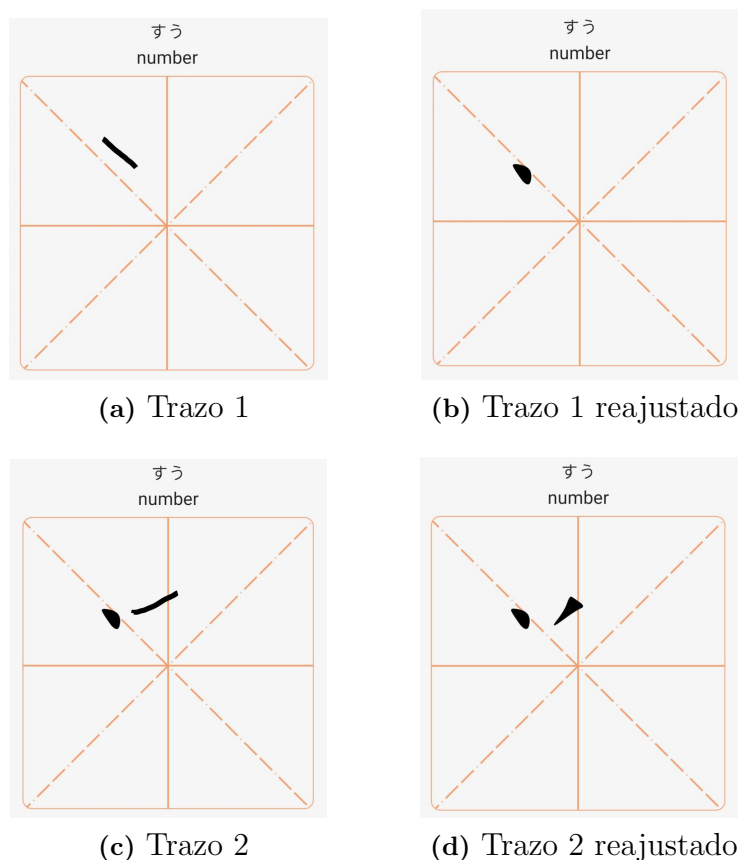 すう
number
(a) Trazo 1
すう
number
(b) Trazo 1 reajustado
すう
number
(c) Trazo 2
すう
number
(d) Trazo 2 reajustado